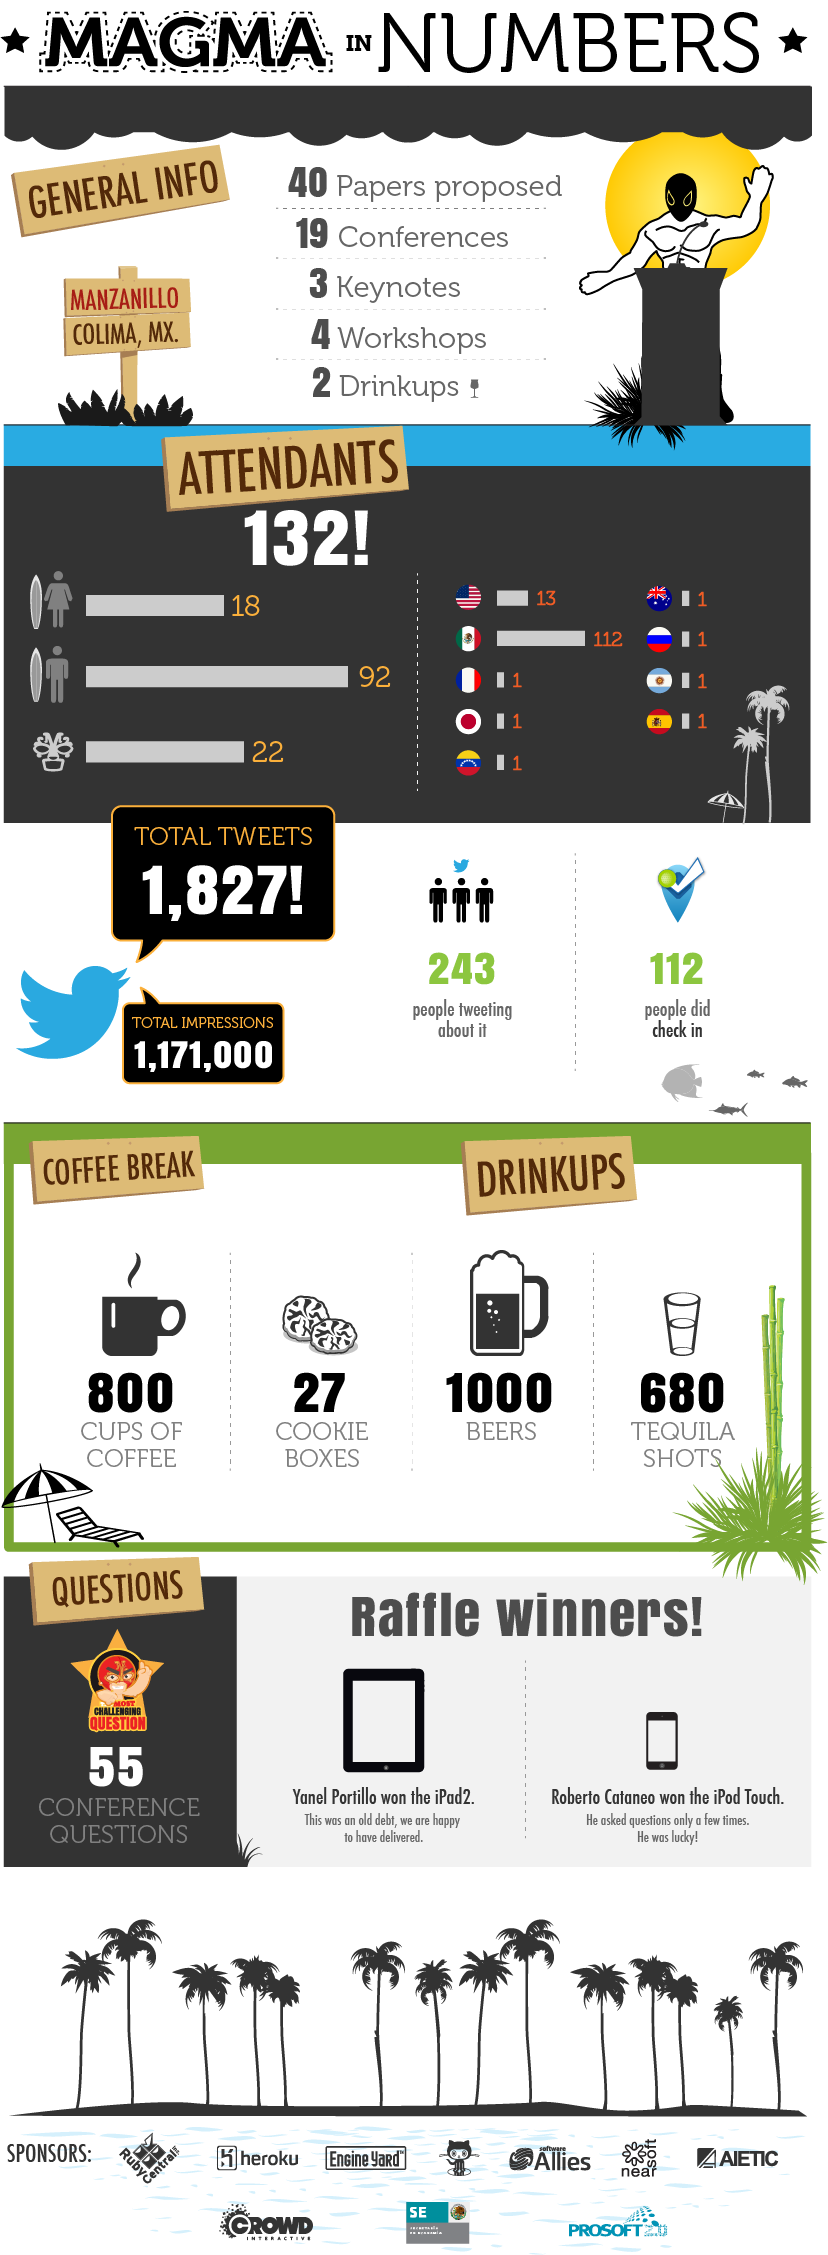 MAGMA IN NUMBERS
GENERAL INFO
MANZANILLO
COLIMA, MX.
40 Papers proposed
19 Conferences
3 Keynotes
4 Workshops
2 Drinkups
ATTENDANTS
132!
18
92
22
13
112
1
1
1
1
1
1
1
TOTAL TWEETS
1,827!
TOTAL IMPRESSIONS
1,171,000
243
people tweeting
about it
112
people did
check in
COFFEE BREAK
DRINKUPS
800
CUPS OF
COFFEE
27
COOKIE
BOXES
1000
BEERS
680
TEQUILA
SHOTS
QUESTIONS
MOST
CHALLENGING
QUESTION
55
CONFERENCE
QUESTIONS
Raffle winners!
Yanel Portillo won the iPad2.
This was an old debt, we are happy
to have delivered.
Roberto Cataneo won the iPod Touch.
He asked questions only a few times.
He was lucky!
SPONSORS:
Ruby
Central
heroku
Engine Yard
software
Allies
near
soft
AIETIC
CROWD
INTERACTIVE
SE
SECRETARÍA
DE ECONOMÍA
PROSOFT